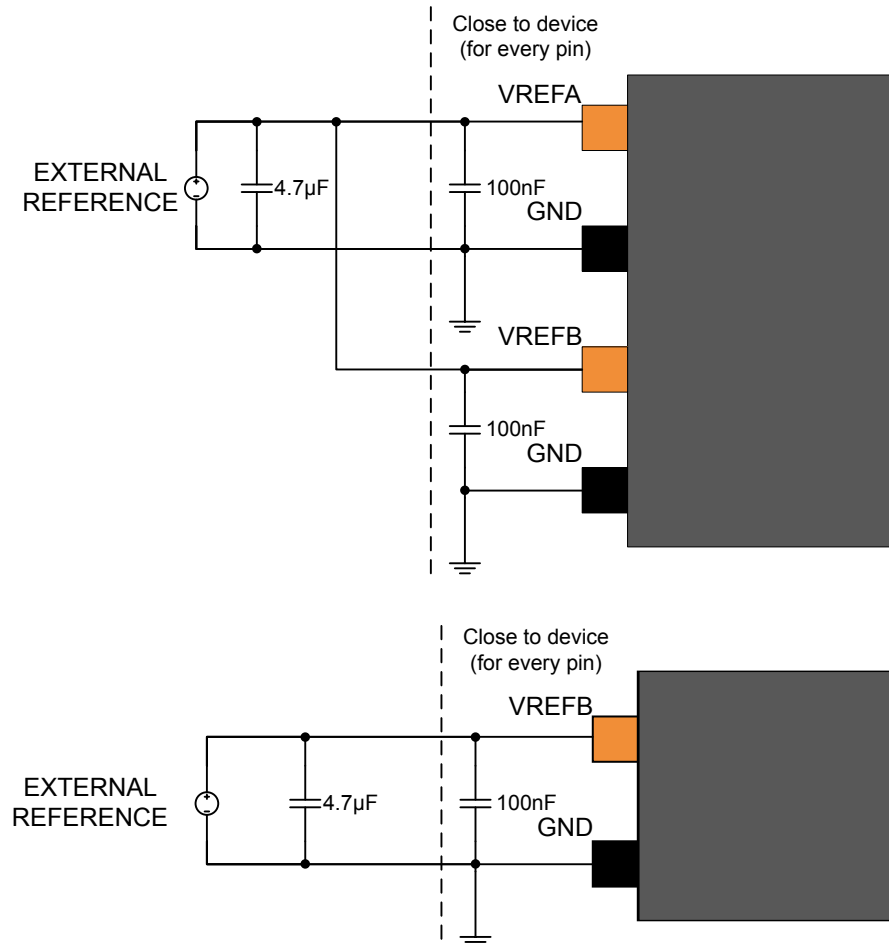 Close to device
(for every pin)
VREFA
EXTERNAL
REFERENCE
4.7µF
100nF
GND
VREFB
100nF
GND
Close to device
(for every pin)
VREFB
EXTERNAL
REFERENCE
4.7µF
100nF
GND